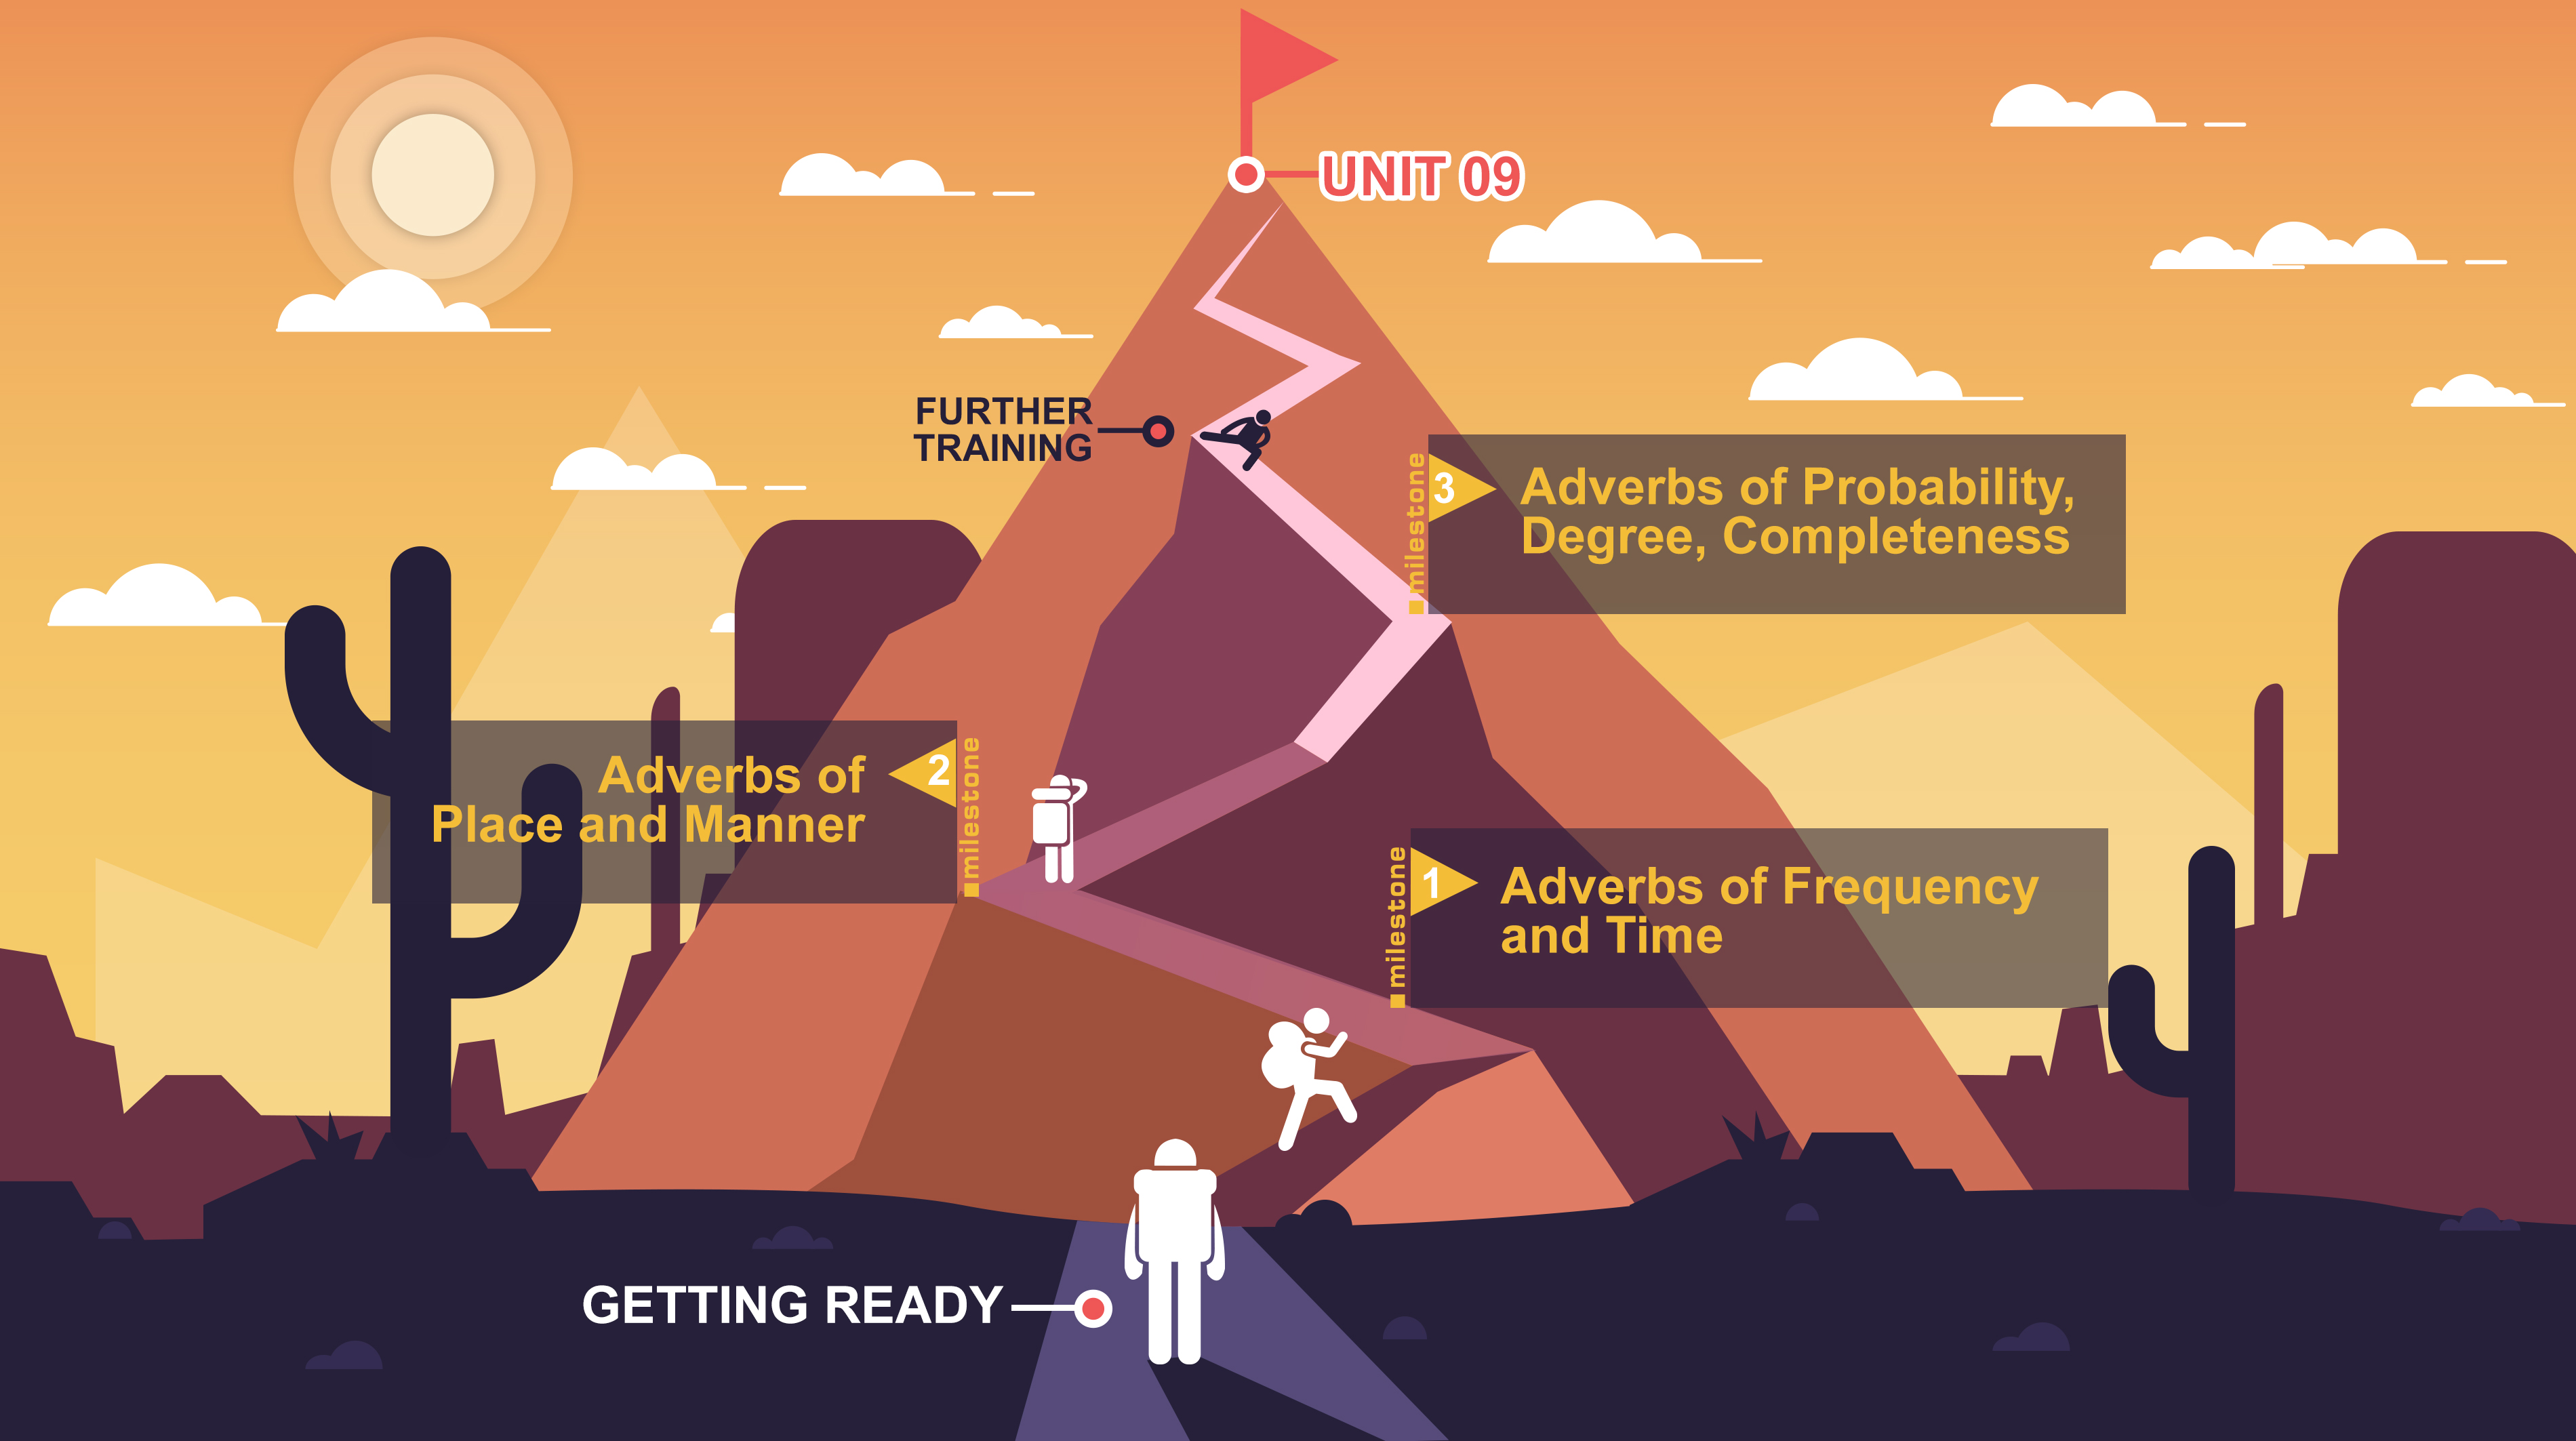 UNIT 09
FURTHER
TRAINING
milestone
3
Adverbs of Probability,
Degree, Completeness
milestone
2
Adverbs of
Place and Manner
milestone
1
Adverbs of Frequency
and Time
GETTING READY